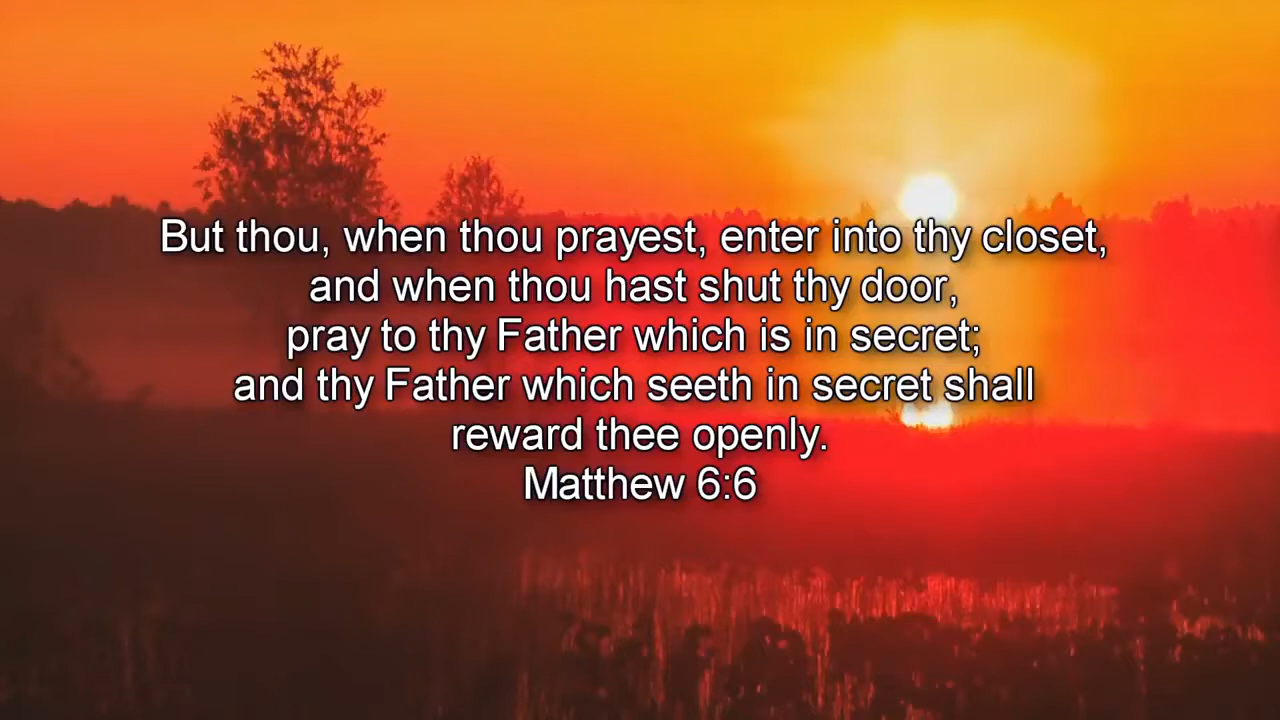 But thou, when thou prayest, enter into thy closet,
and when thou hast shut thy door,
pray to thy Father which is in secret;
and thy Father which seeth in secret shall
reward thee openly.
Matthew 6:6